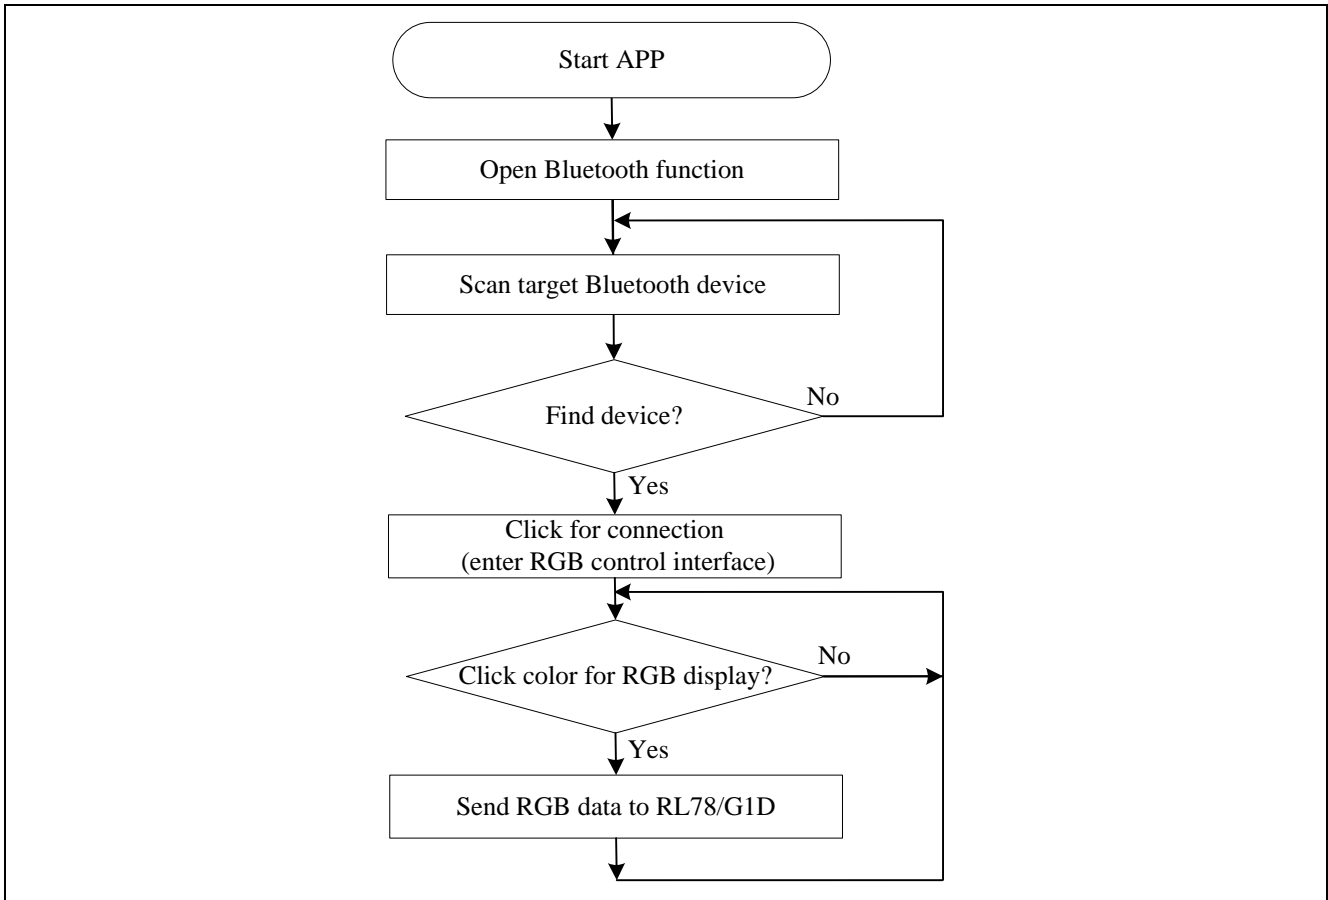 Start APP
Open Bluetooth function
Scan target Bluetooth device
Find device?
No
Yes
Click for connection
(enter RGB control interface)
Click color for RGB display?
No
Yes
Send RGB data to RL78/G1D